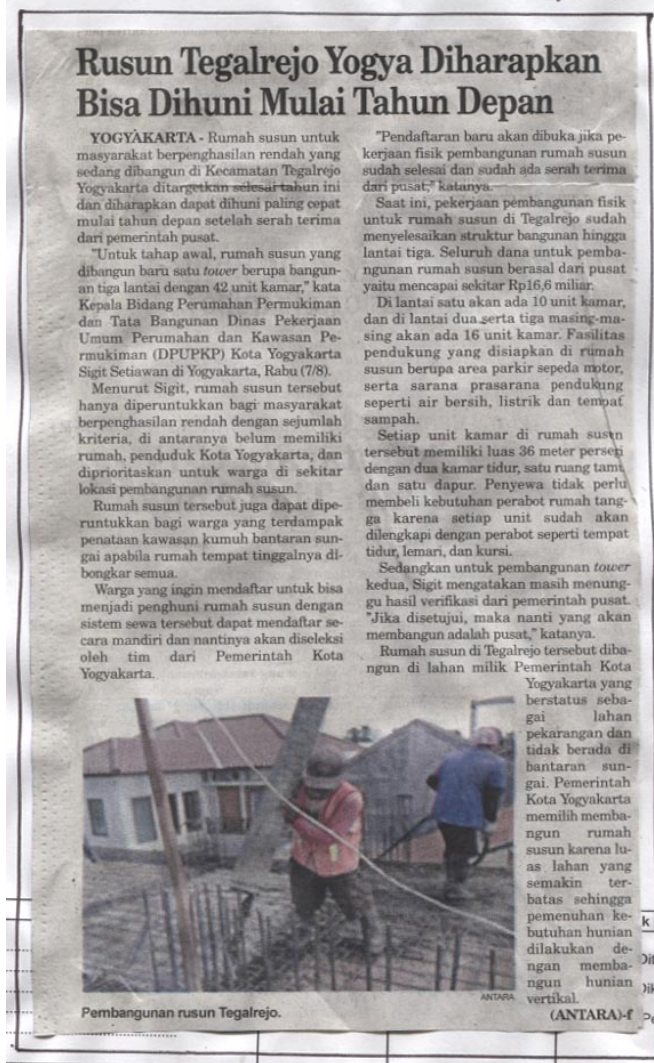 Rusun Tegalrejo Yogya Diharapkan
Bisa Dihuni Mulai Tahun Depan
YOGYAKARTA - Rumah susun untuk
masyarakat berpenghasilan rendah yang
sedang dibangun di Kecamatan Tegalrejo
Yogyakarta ditargetkan selesai tahun ini
dan diharapkan dapat dihuni paling cepat
mulai tahun depan setelah serah terima
dari pemerintah pusat.
"Untuk tahap awal, rumah susun yang
dibangun baru satu tower berupa bangun-
an tiga lantai dengan 42 unit kamar," kata
Kepala Bidang Perumahan Permukiman
dan Tata Bangunan Dinas Pekerjaan
Umum Perumahan dan Kawasan Pe-
rmukiman (DPUPKP) Kota Yogyakarta
Sigit Setiawan di Yogyakarta, Rabu (7/8).
Menurut Sigit, rumah susun tersebut
hanya diperuntukkan bagi masyarakat
berpenghasilan rendah dengan sejumlah
kriteria, di antaranya belum memiliki
rumah, penduduk Kota Yogyakarta, dan
diprioritaskan untuk warga di sekitar
lokasi pembangunan rumah susun.
Rumah susun tersebut juga dapat dipe-
runtukkan bagi warga yang terdampak
penataan kawasan kumuh bantaran sun-
gai apabila rumah tempat tinggalnya di-
bongkar semua.
Warga yang ingin mendaftar untuk bisa
menjadi penghuni rumah susun dengan
sistem sewa tersebut dapat mendaftar se-
cara mandiri dan nantinya akan diseleksi
oleh tim dari Pemerintah Kota
Yogyakarta.
"Pendaftaran baru akan dibuka jika pe-
kerjaan fisik pembangunan rumah susun
sudah selesai dan sudah ada serah terima
dari pusat," katanya.
Saat ini, pekerjaan pembangunan fisik
untuk rumah susun di Tegalrejo sudah
menyelesaikan struktur bangunan hingga
lantai tiga. Seluruh dana untuk pemba-
ngunan rumah susun berasal dari pusat
yaitu mencapai sekitar Rp16,6 miliar.
Di lantai satu akan ada 10 unit kamar,
dan di lantai dua serta tiga masing-ma-
sing akan ada 16 unit kamar. Fasilitas
pendukung yang disiapkan di rumah
susun berupa area parkir sepeda motor,
serta sarana prasarana pendukung
seperti air bersih, listrik dan tempat
sampah.
Setiap unit kamar di rumah susun
tersebut memiliki luas 36 meter persegi
dengan dua kamar tidur, satu ruang tamu
dan satu dapur. Penyewa tidak perlu
membeli kebutuhan perabot rumah tang-
ga karena setiap unit sudah akan
dilengkapi dengan perabot seperti tempat
tidur, lemari, dan kursi.
Sedangkan untuk pembangunan tower
kedua, Sigit mengatakan masih menung-
gu hasil verifikasi dari pemerintah pusat.
"Jika disetujui, maka nanti yang akan
membangun adalah pusat," katanya.
Rumah susun di Tegalrejo tersebut diba-
ngun di lahan milik Pemerintah Kota
Yogyakarta yang
berstatus seba-
gai lahan
pekarangan dan
tidak berada di
bantaran sun-
gai. Pemerintah
Kota Yogyakarta
memilih memba-
ngun rumah
susun karena lu-
as lahan yang
semakin ter-
batas sehingga
pemenuhan ke-
butuhan hunian
dilakukan de-
ngan memba-
ngun hunian
vertikal.
(ANTARA)-f
ANTARA
Pembangunan rusun Tegalrejo.